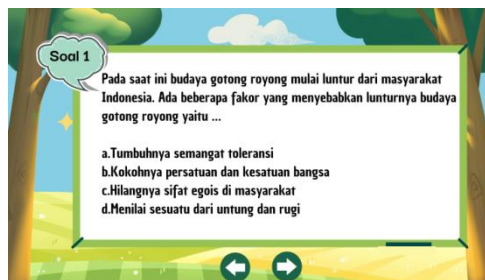 Soal 1
Pada saat ini budaya gotong royong mulai luntur dari masyarakat
Indonesia. Ada beberapa fakor yang menyebabkan lunturnya budaya
gotong royong yaitu ...
a.Tumbuhnya semangat toleransi
b.Kokohnya persatuan dan kesatuan bangsa
c.Hilangnya sifat egois di masyarakat
d.Menilai sesuatu dari untung dan rugi